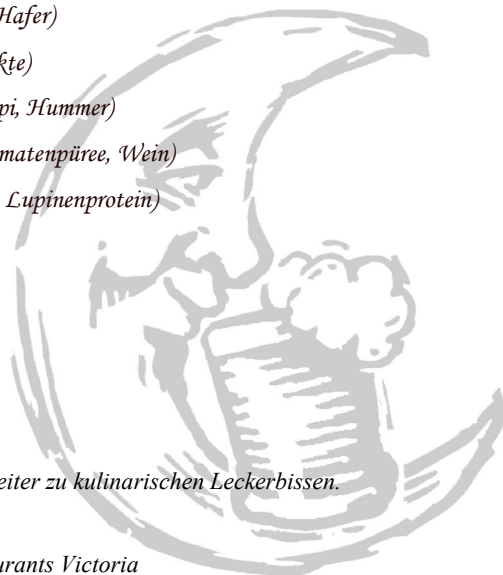 Hafer)
kte)
pi, Hummer)
matenpüree, Wein)
Lupinenprotein)
eiter zu kulinarischen Leckerbissen.
urants Victoria